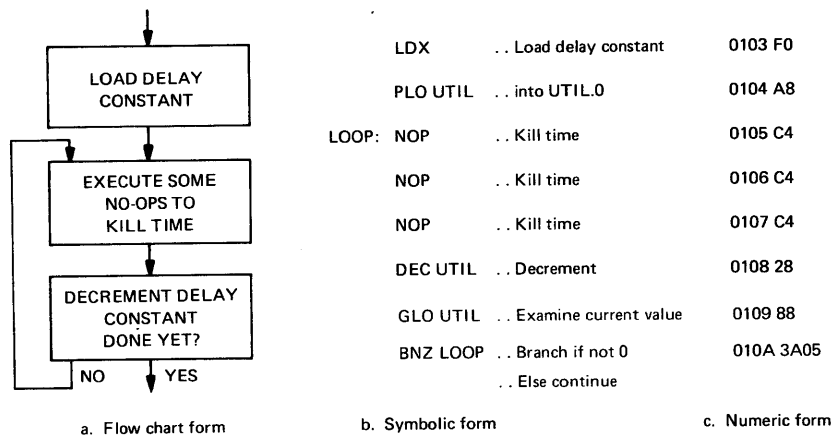 LOAD DELAY
CONSTANT
EXECUTE SOME
NO-OPS TO
KILL TIME
DECREMENT DELAY
CONSTANT
DONE YET?
NO YES
a. Flow chart form
LDX . . Load delay constant 0103 F0
PLO UTIL . . into UTIL.0 0104 A8
LOOP: NOP . . Kill time 0105 C4
NOP . . Kill time 0106 C4
NOP . . Kill time 0107 C4
DEC UTIL . . Decrement 0108 28
GLO UTIL . . Examine current value 0109 88
BNZ LOOP . . Branch if not 0 010A 3A05
. . Else continue
b. Symbolic form
c. Numeric form